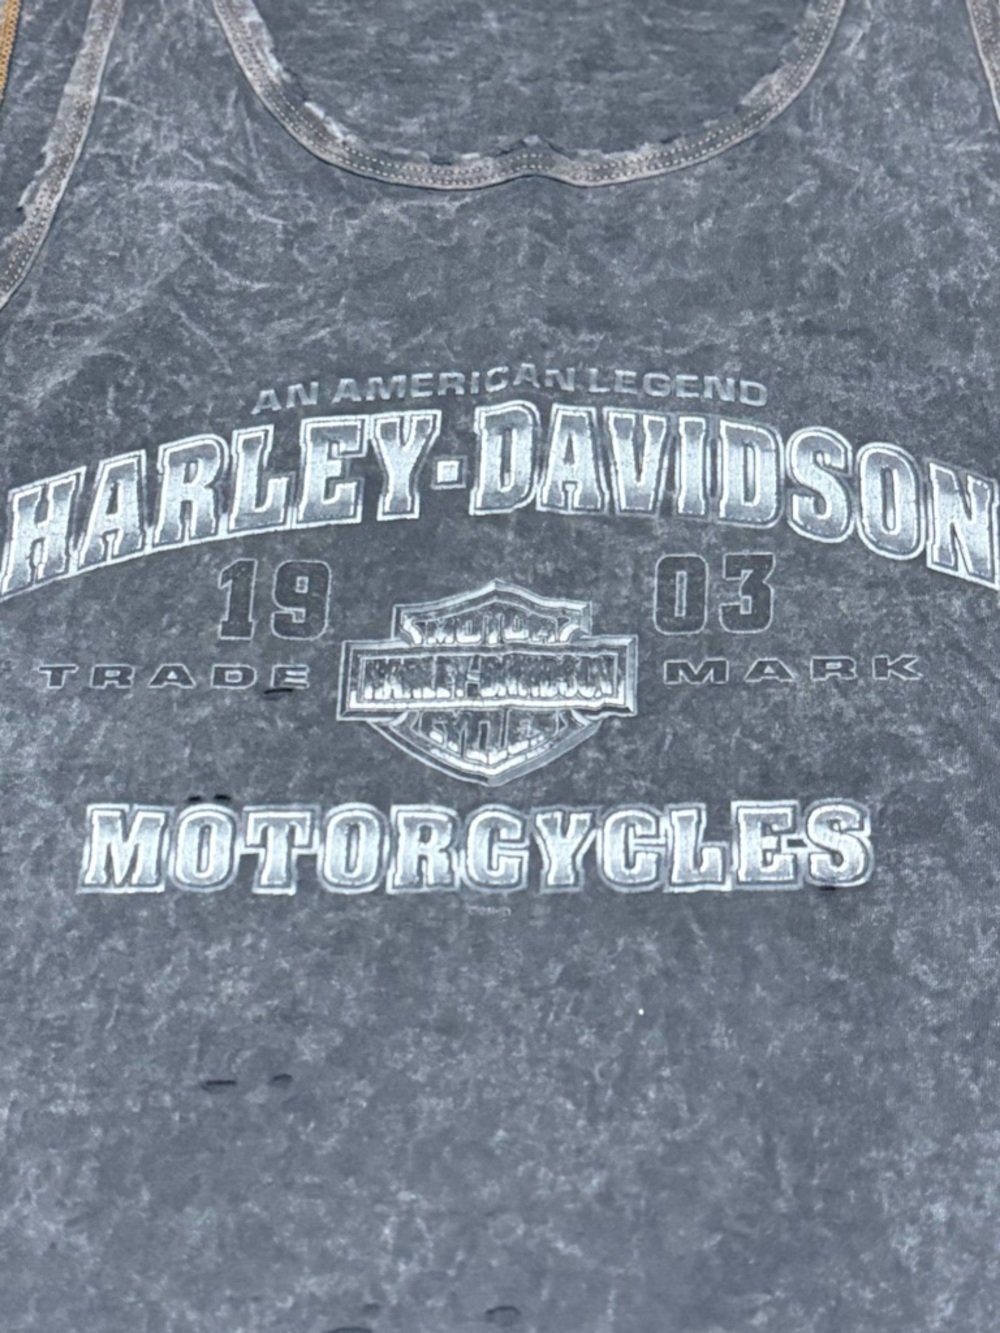 AN AMERICAN LEGEND
HARLEY-DAVIDSON
19 03
TRADE MARK
MOTOR
HARLEY-DAVIDSON
CYCLES
MOTORCYCLES